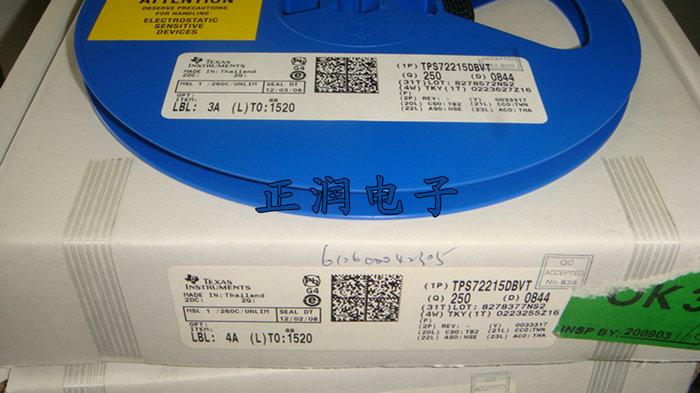 ATTENTION
OBSERVE PRECAUTIONS
FOR HANDLING
ELECTROSTATIC
SENSITIVE
DEVICES
TEXAS
INSTRUMENTS
MADE IN: Thailand
2DC: 2Q:
G4
MSL 1 /260C/UNLIM
SEAL DT
12/03/08
OPT:
ITEM:
LBL: 3A (L)TO:1520
(1P) TPS72215DBVT
(Q) 250 (D) 0844
(31T)LOT: 8278572NS2
(4W) TKY(1T) 0223627Z16
(P)
(2P) REV: (V) 0033317
(20L) CSO:TB2 (21L) CCO:TWN
(22L) ASO:NSE (23L) ACO:THA
正润电子
TEXAS
INSTRUMENTS
MADE IN: Thailand
2DC: 2Q:
G4
MSL 1 /260C/UNLIM
SEAL DT
12/02/08
OPT:
ITEM:
LBL: 4A (L)TO:1520
(1P) TPS72215DBVT
(Q) 250 (D) 0844
(31T)LOT: 8278377NS2
(4W) TKY(1T) 0223255Z16
(P)
(2P) REV: (V) 0033317
(20L) CSO:TB2 (21L) CCO:TWN
(22L) ASO:NSE (23L) ACO:THA
QC
ACCEPTED
No.839
OK
INSP BY: 200903
QC
ACCEPTED